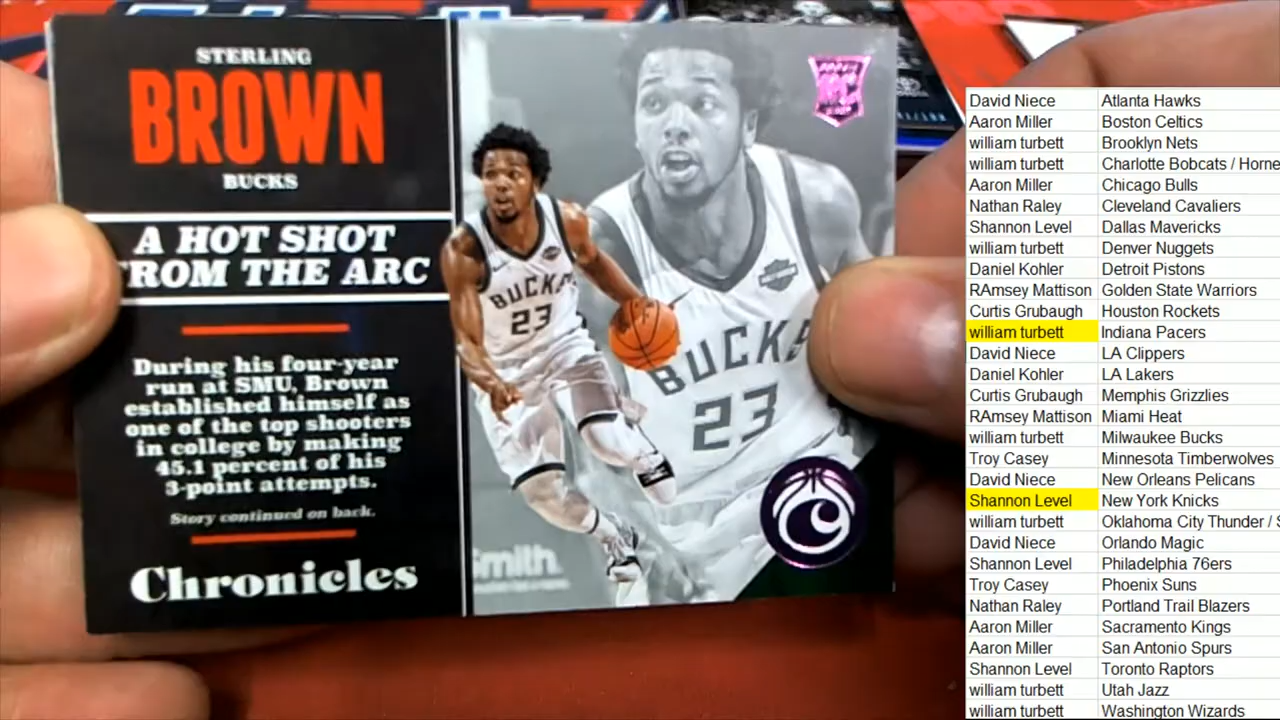 STERLING
BROWN
BUCKS
A HOT SHOT
FROM THE ARC
During his four-year
run at SMU, Brown
established himself as
one of the top shooters
in college by making
45.1 percent of his
3-point attempts.
Story continued on back.
Chronicles
BUCKS
23
BUCKS
23
Smith.
David Niece Atlanta Hawks
Aaron Miller Boston Celtics
william turbett Brooklyn Nets
william turbett Charlotte Bobcats / Horne
Aaron Miller Chicago Bulls
Nathan Raley Cleveland Cavaliers
Shannon Level Dallas Mavericks
william turbett Denver Nuggets
Daniel Kohler Detroit Pistons
RAmsey Mattison Golden State Warriors
Curtis Grubaugh Houston Rockets
william turbett Indiana Pacers
David Niece LA Clippers
Daniel Kohler LA Lakers
Curtis Grubaugh Memphis Grizzlies
RAmsey Mattison Miami Heat
william turbett Milwaukee Bucks
Troy Casey Minnesota Timberwolves
David Niece New Orleans Pelicans
Shannon Level New York Knicks
william turbett Oklahoma City Thunder /
David Niece Orlando Magic
Shannon Level Philadelphia 76ers
Troy Casey Phoenix Suns
Nathan Raley Portland Trail Blazers
Aaron Miller Sacramento Kings
Aaron Miller San Antonio Spurs
Shannon Level Toronto Raptors
william turbett Utah Jazz
william turbett Washington Wizards